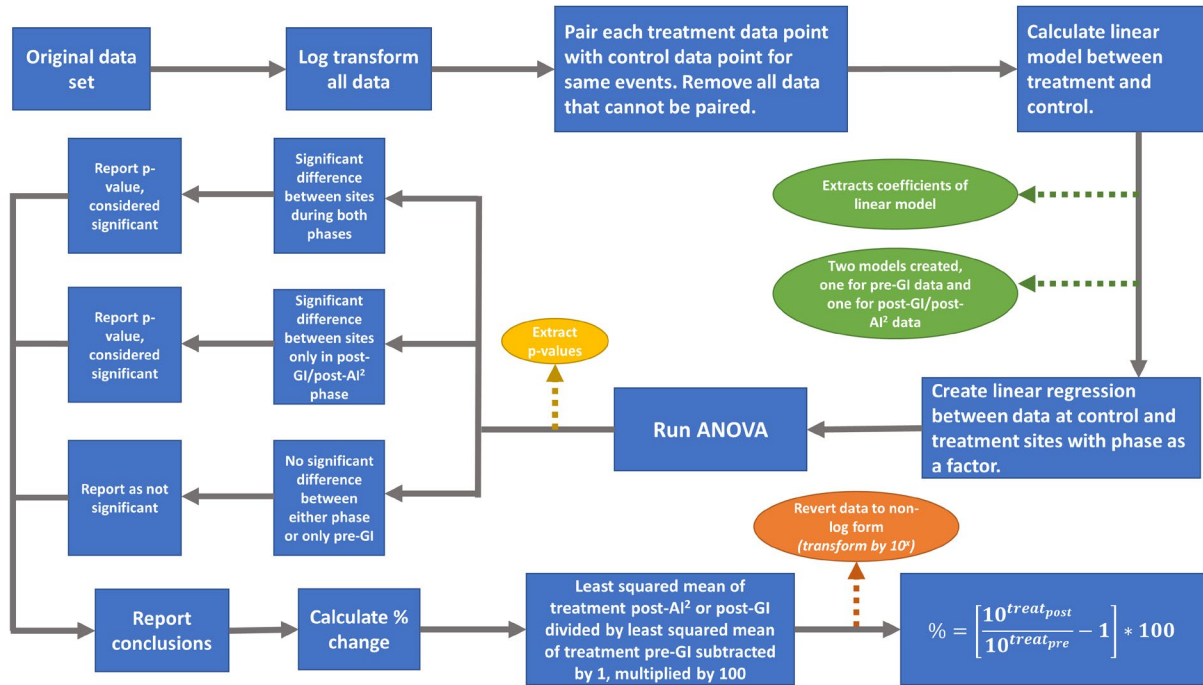 Original data
set
Log transform
all data
Pair each treatment data point
with control data point for
same events. Remove all data
that cannot be paired.
Calculate linear
model between
treatment and
control.
Extracts coefficients of
linear model
Two models created,
one for pre-GI data and
one for post-GI/post-
AI² data
Create linear regression
between data at control and
treatment sites with phase as
a factor.
Run ANOVA
Extract
p-values
Significant
difference
between sites
during both
phases
Report p-
value,
considered
significant
Significant
difference
between sites
only in post-
GI/post-AI²
phase
Report p-
value,
considered
significant
No significant
difference
between
either phase
or only pre-GI
Report as not
significant
Report
conclusions
Calculate %
change
Least squared mean of
treatment post-AI² or post-GI
divided by least squared mean
of treatment pre-GI subtracted
by 1, multiplied by 100
Revert data to non-
log form
(transform by 10ˣ)
% = [10^treat_post / 10^treat_pre − 1] * 100